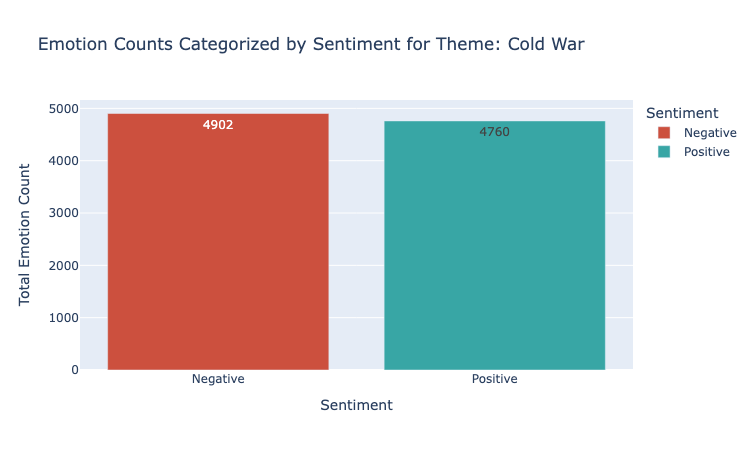 Emotion Counts Categorized by Sentiment for Theme: Cold War
5000
4000
3000
2000
1000
0
Total Emotion Count
4902
4760
Negative
Positive
Sentiment
Sentiment
Negative
Positive